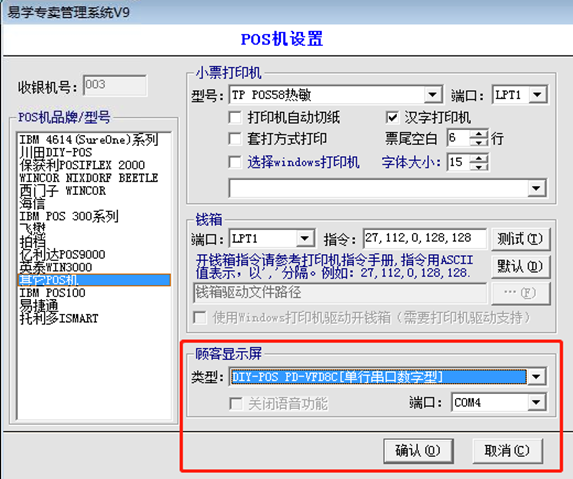 易学专卖管理系统V9
POS机设置
收银机号: 003
POS机品牌/型号
IBM 4614(SureOne)系列
川田DIY-POS
保获利POSIFLEX 2000
WINCOR NIXDORF BEETLE
西门子 WINCOR
海信
IBM POS 300系列
飞
拍档
亿利达POS9000
英泰WIN3000
其它POS机
IBM POS100
易捷通
托利多ISMART
小票打印机
型号: TP POS58热敏 端口: LPT1
打印机自动切纸 汉字打印机
套打方式打印 票尾空白 6 行
选择windows打印机 字体大小: 15
钱箱
端口: LPT1 指令: 27,112,0,128,128 测试(T)
开钱箱指令请参考打印机指令手册,指令用ASCII
值表示，以','分隔。例如: 27,112,0,128,128.
默认(D)
钱箱驱动文件路径 ...(F)
使用Windows打印机驱动开钱箱(需要打印机驱动支持)
顾客显示屏
类型: DIY-POS PD-VFD8C[单行串口数字型]
关闭语音功能 端口: COM4
确认(O) 取消(C)